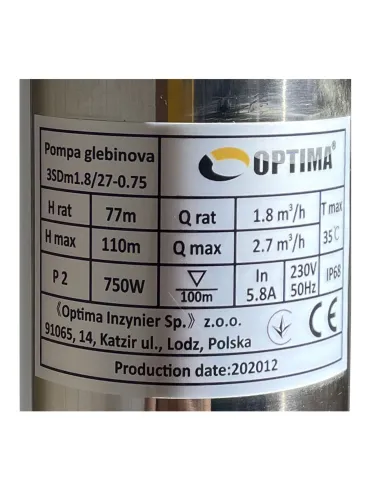 Pompa glebinova
3SDm1.8/27-0.75
OPTIMA®
H rat 77m Q rat 1.8 m³/h T max
H max 110m Q max 2.7 m³/h 35℃
P 2 750W 100m In 5.8A 230V 50Hz IP68
《Optima Inzynier Sp.》 z.o.o.
91065, 14, Katzir ul., Lodz, Polska
CE
Production date:202012